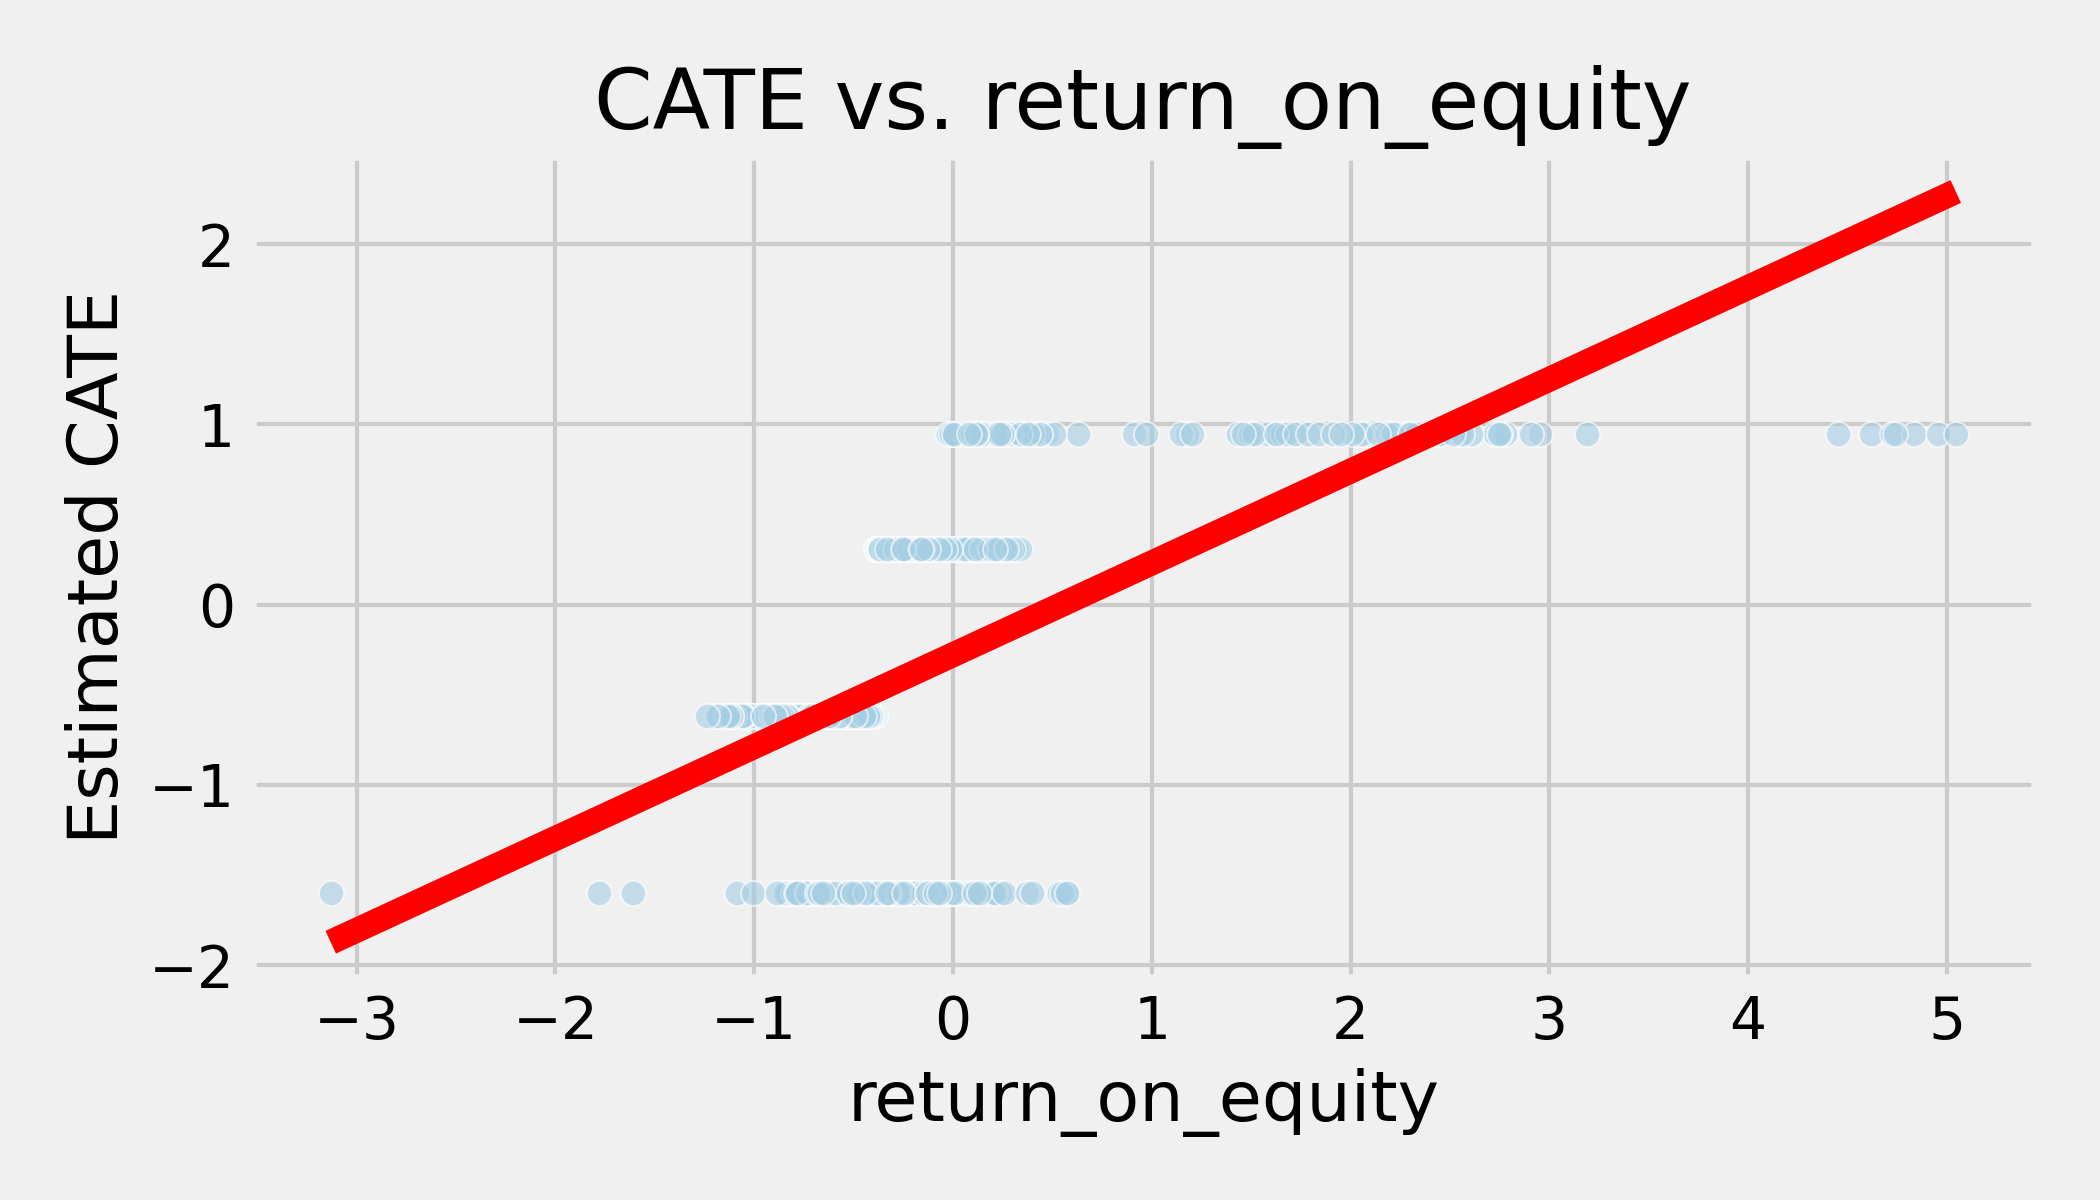 CATE vs. return_on_equity
Estimated CATE
2
1
0
−1
−2
−3 −2 −1 0 1 2 3 4 5
return_on_equity